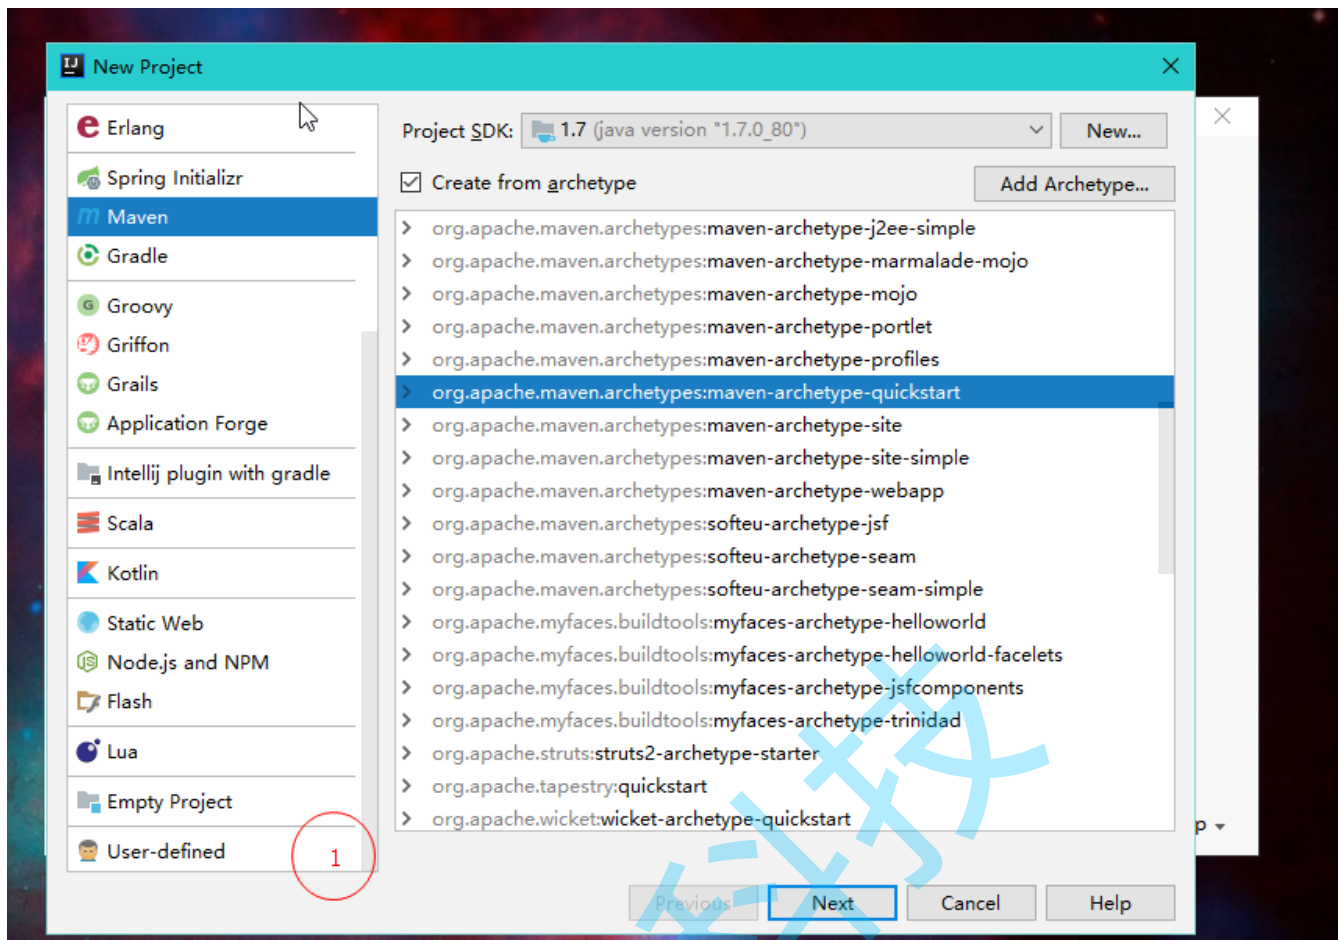 New Project
Erlang
Spring Initializr
Maven
Gradle
Groovy
Griffon
Grails
Application Forge
Intellij plugin with gradle
Scala
Kotlin
Static Web
Node.js and NPM
Flash
Lua
Empty Project
User-defined
1
Project SDK: 1.7 (java version "1.7.0_80") New...
Create from archetype Add Archetype...
org.apache.maven.archetypes:maven-archetype-j2ee-simple
org.apache.maven.archetypes:maven-archetype-marmalade-mojo
org.apache.maven.archetypes:maven-archetype-mojo
org.apache.maven.archetypes:maven-archetype-portlet
org.apache.maven.archetypes:maven-archetype-profiles
org.apache.maven.archetypes:maven-archetype-quickstart
org.apache.maven.archetypes:maven-archetype-site
org.apache.maven.archetypes:maven-archetype-site-simple
org.apache.maven.archetypes:maven-archetype-webapp
org.apache.maven.archetypes:softeu-archetype-jsf
org.apache.maven.archetypes:softeu-archetype-seam
org.apache.maven.archetypes:softeu-archetype-seam-simple
org.apache.myfaces.buildtools:myfaces-archetype-helloworld
org.apache.myfaces.buildtools:myfaces-archetype-helloworld-facelets
org.apache.myfaces.buildtools:myfaces-archetype-jsfcomponents
org.apache.myfaces.buildtools:myfaces-archetype-trinidad
org.apache.struts:struts2-archetype-starter
org.apache.tapestry:quickstart
org.apache.wicket:wicket-archetype-quickstart
Previous Next Cancel Help
p
科技